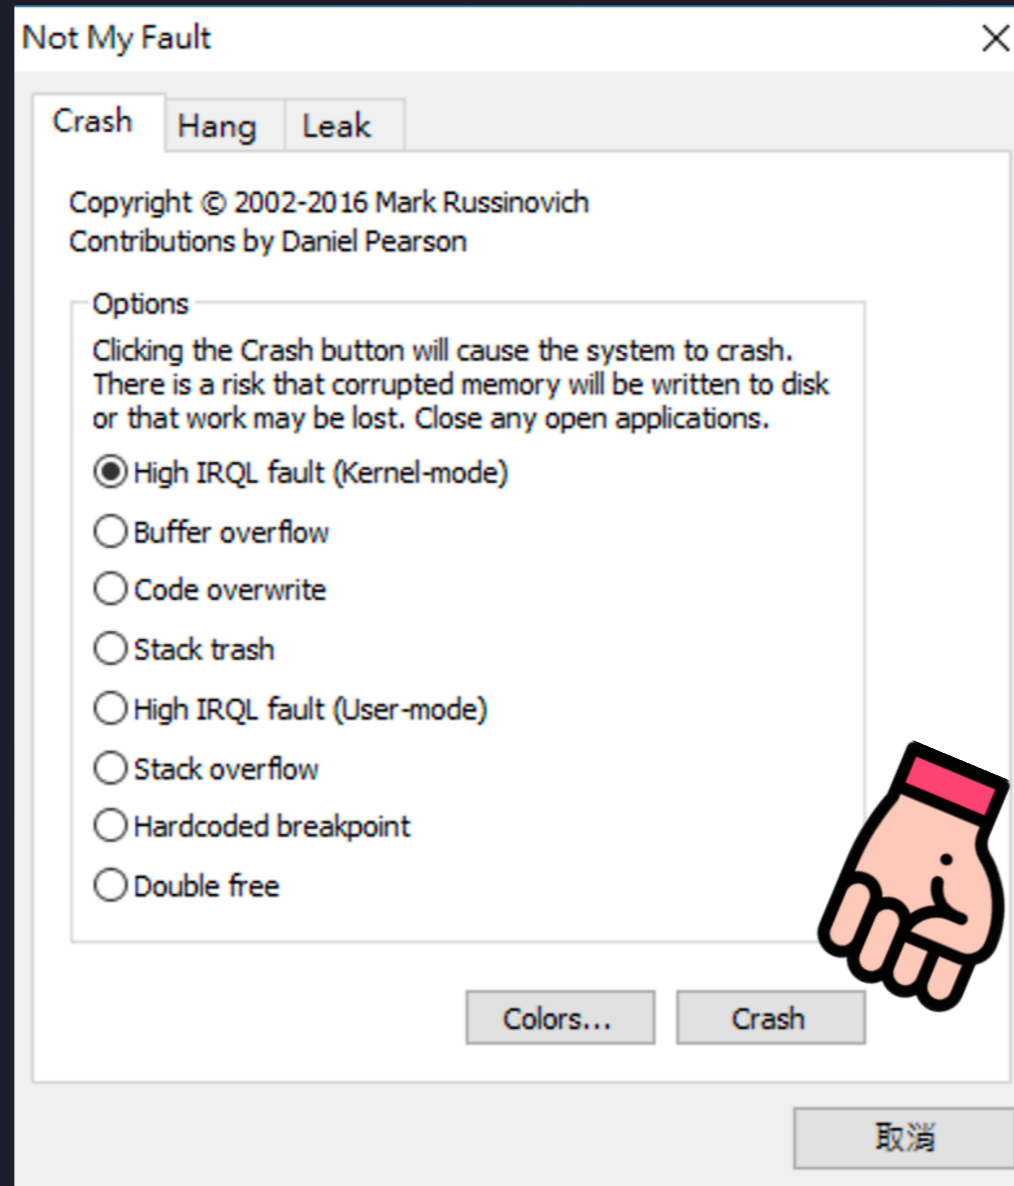 Not My Fault
Crash
Hang
Leak
Copyright © 2002-2016 Mark Russinovich
Contributions by Daniel Pearson
Options
Clicking the Crash button will cause the system to crash.
There is a risk that corrupted memory will be written to disk
or that work may be lost. Close any open applications.
High IRQL fault (Kernel-mode)
Buffer overflow
Code overwrite
Stack trash
High IRQL fault (User-mode)
Stack overflow
Hardcoded breakpoint
Double free
Colors...
Crash
取消